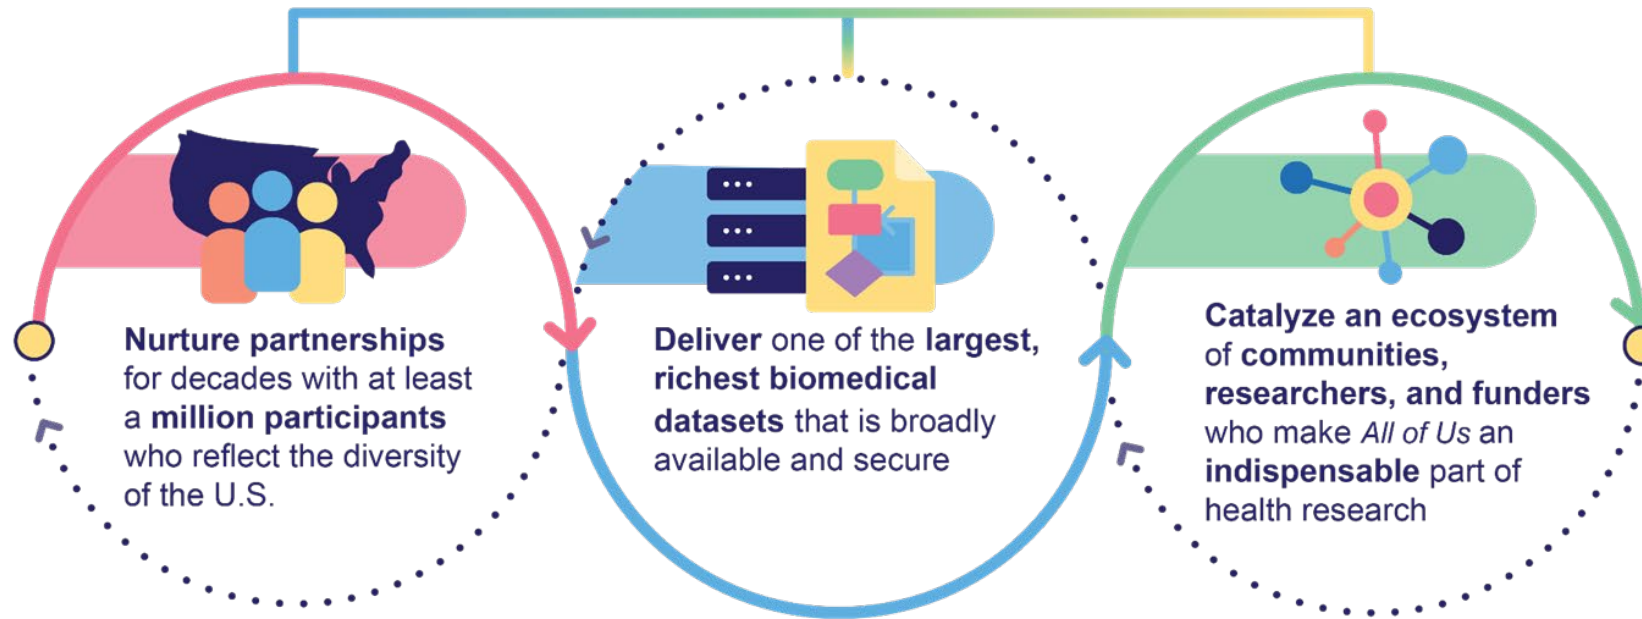 Nurture partnerships
for decades with at least
a million participants
who reflect the diversity
of the U.S.
Deliver one of the largest,
richest biomedical
datasets that is broadly
available and secure
Catalyze an ecosystem
of communities,
researchers, and funders
who make All of Us an
indispensable part of
health research